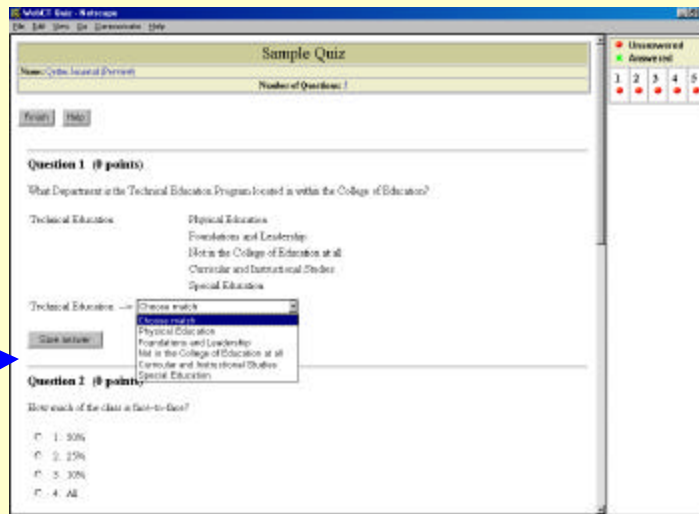 WebCT Quiz - Netscape
File Edit View Go Communicator Help
Sample Quiz
Name: (Preview)
Number of Questions: 5
Finish Help
Question 1 (0 points)
What Department is the Technical Education Program located in within the College of Education?
Technical Education
Physical Education
Foundations and Leadership
Not in the College of Education at all
Curricular and Instructional Studies
Special Education
Technical Education --> Choose match
Choose match
Physical Education
Foundations and Leadership
Not in the College of Education at all
Curricular and Instructional Studies
Special Education
Save answer
Question 2 (0 points)
How much of the class is face-to-face?
1. 50%
2. 25%
3. 10%
4. All
Unanswered
Answered
1 2 3 4 5